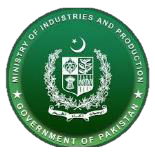 MINISTRY OF INDUSTRIES AND PRODUCTION
GOVERNMENT OF PAKISTAN